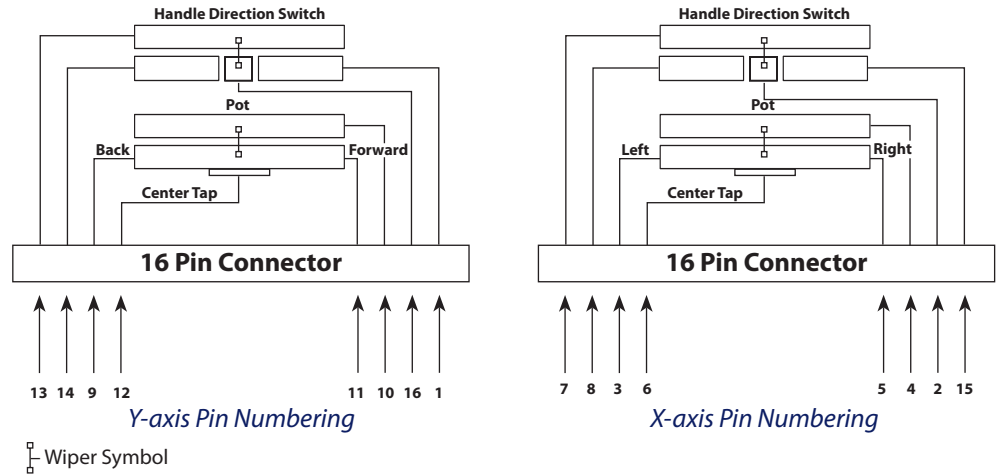 Handle Direction Switch
Pot
Back
Forward
Center Tap
16 Pin Connector
13 14 9 12 11 10 16 1
Y-axis Pin Numbering
Handle Direction Switch
Pot
Left
Right
Center Tap
16 Pin Connector
7 8 3 6 5 4 2 15
X-axis Pin Numbering
Wiper Symbol